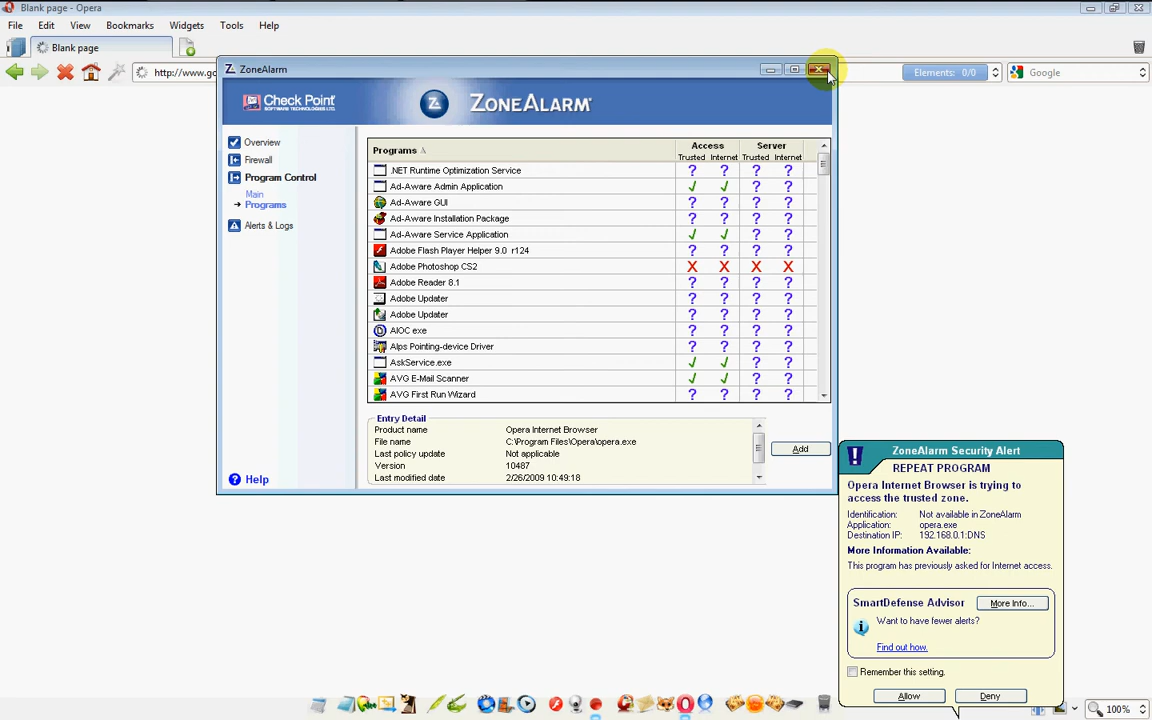 Blank page - Opera
File Edit View Bookmarks Widgets Tools Help
Blank page
http://www.go
Elements: 0/0
Google
ZoneAlarm
Check Point
SOFTWARE TECHNOLOGIES LTD.
ZONEALARM
Overview
Firewall
Program Control
Main
Programs
Alerts & Logs
Help
Programs Access Server
Trusted Internet Trusted Internet
.NET Runtime Optimization Service ? ? ? ?
Ad-Aware Admin Application √ √ ? ?
Ad-Aware GUI ? ? ? ?
Ad-Aware Installation Package ? ? ? ?
Ad-Aware Service Application √ √ ? ?
Adobe Flash Player Helper 9.0 r124 ? ? ? ?
Adobe Photoshop CS2 X X X X
Adobe Reader 8.1 ? ? ? ?
Adobe Updater ? ? ? ?
Adobe Updater ? ? ? ?
AIOC exe ? ? ? ?
Alps Pointing-device Driver ? ? ? ?
AskService.exe √ √ ? ?
AVG E-Mail Scanner √ √ ? ?
AVG First Run Wizard ? ? ? ?
Entry Detail
Product name Opera Internet Browser
File name C:\Program Files\Opera\opera.exe
Last policy update Not applicable
Version 10487
Last modified date 2/26/2009 10:49:18
Add
ZoneAlarm Security Alert
REPEAT PROGRAM
Opera Internet Browser is trying to
access the trusted zone.
Identification: Not available in ZoneAlarm
Application: opera.exe
Destination IP: 192.168.0.1:DNS
More Information Available:
This program has previously asked for Internet access.
SmartDefense Advisor More Info...
Want to have fewer alerts?
Find out how.
Remember this setting.
Allow Deny
100%